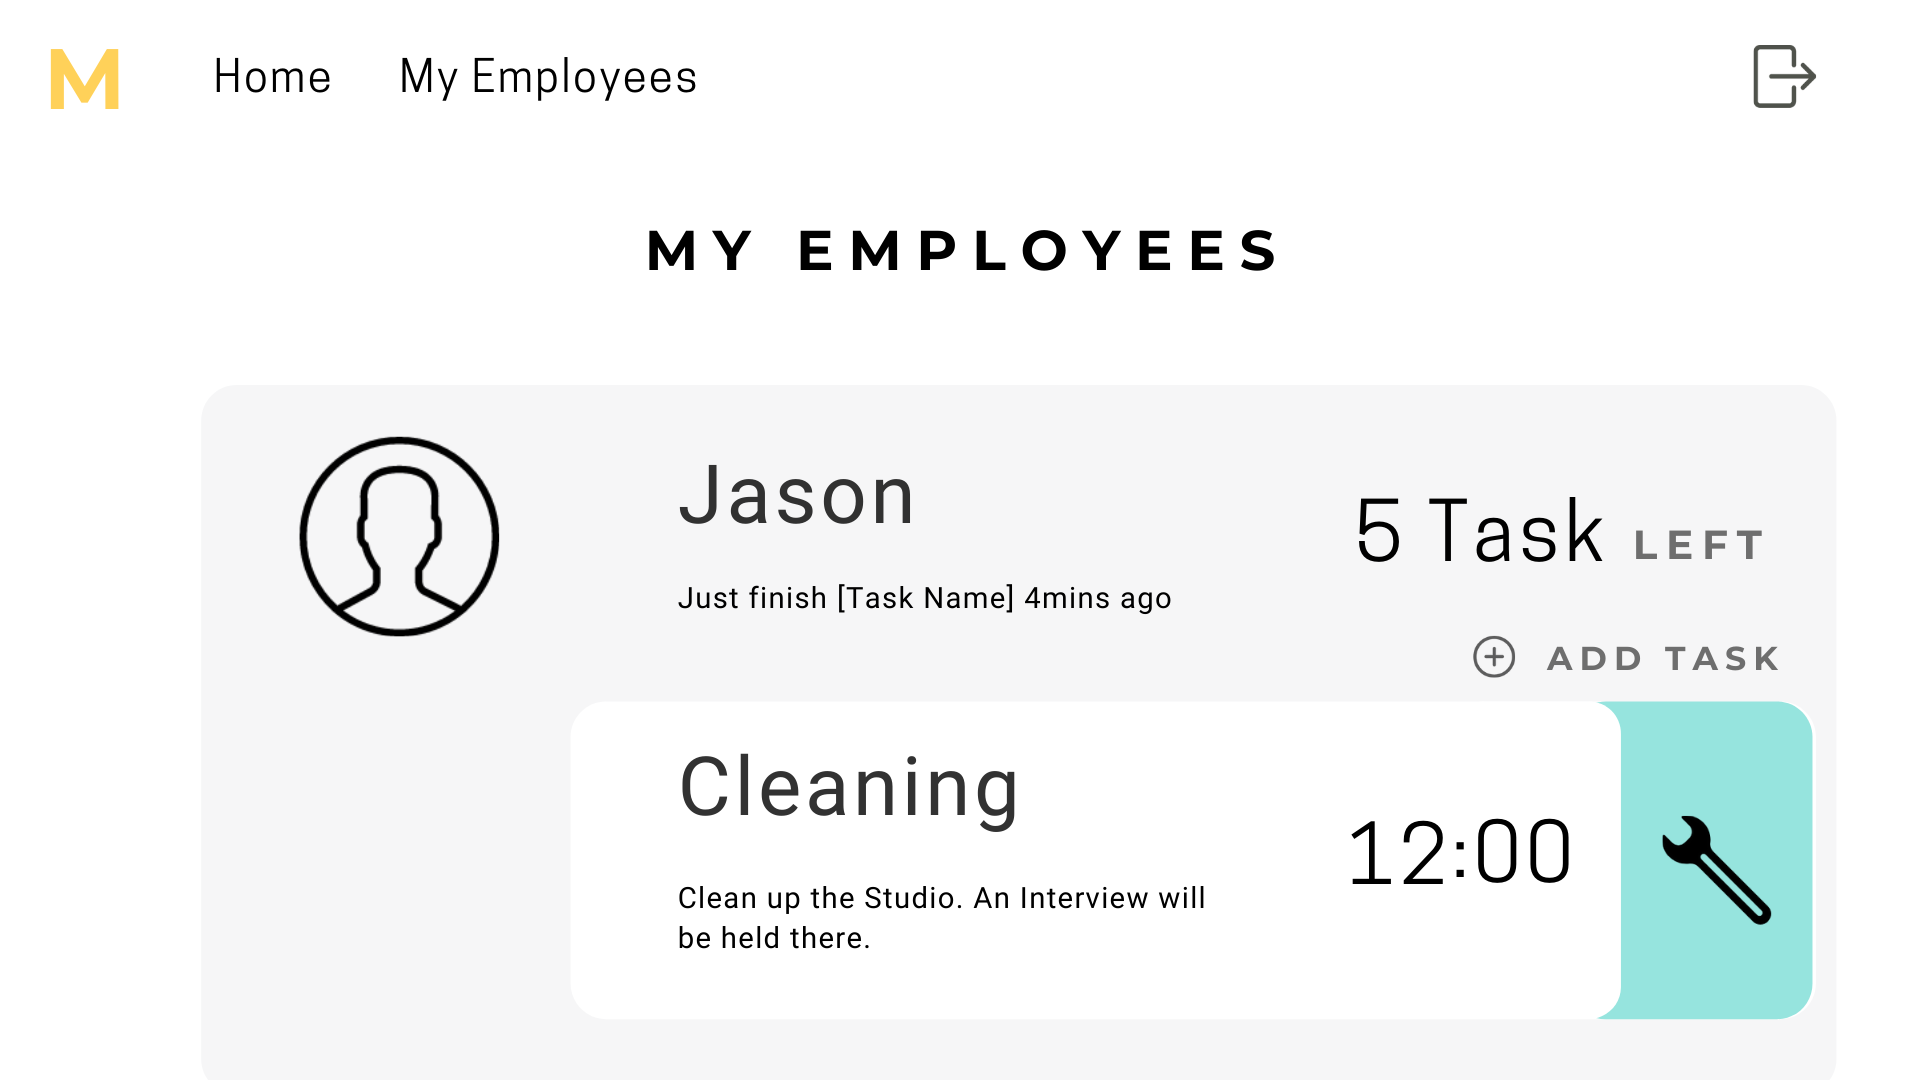 M Home My Employees
MY EMPLOYEES
Jason
5 Task LEFT
Just finish [Task Name] 4mins ago
ADD TASK
Cleaning
12:00
Clean up the Studio. An Interview will
be held there.